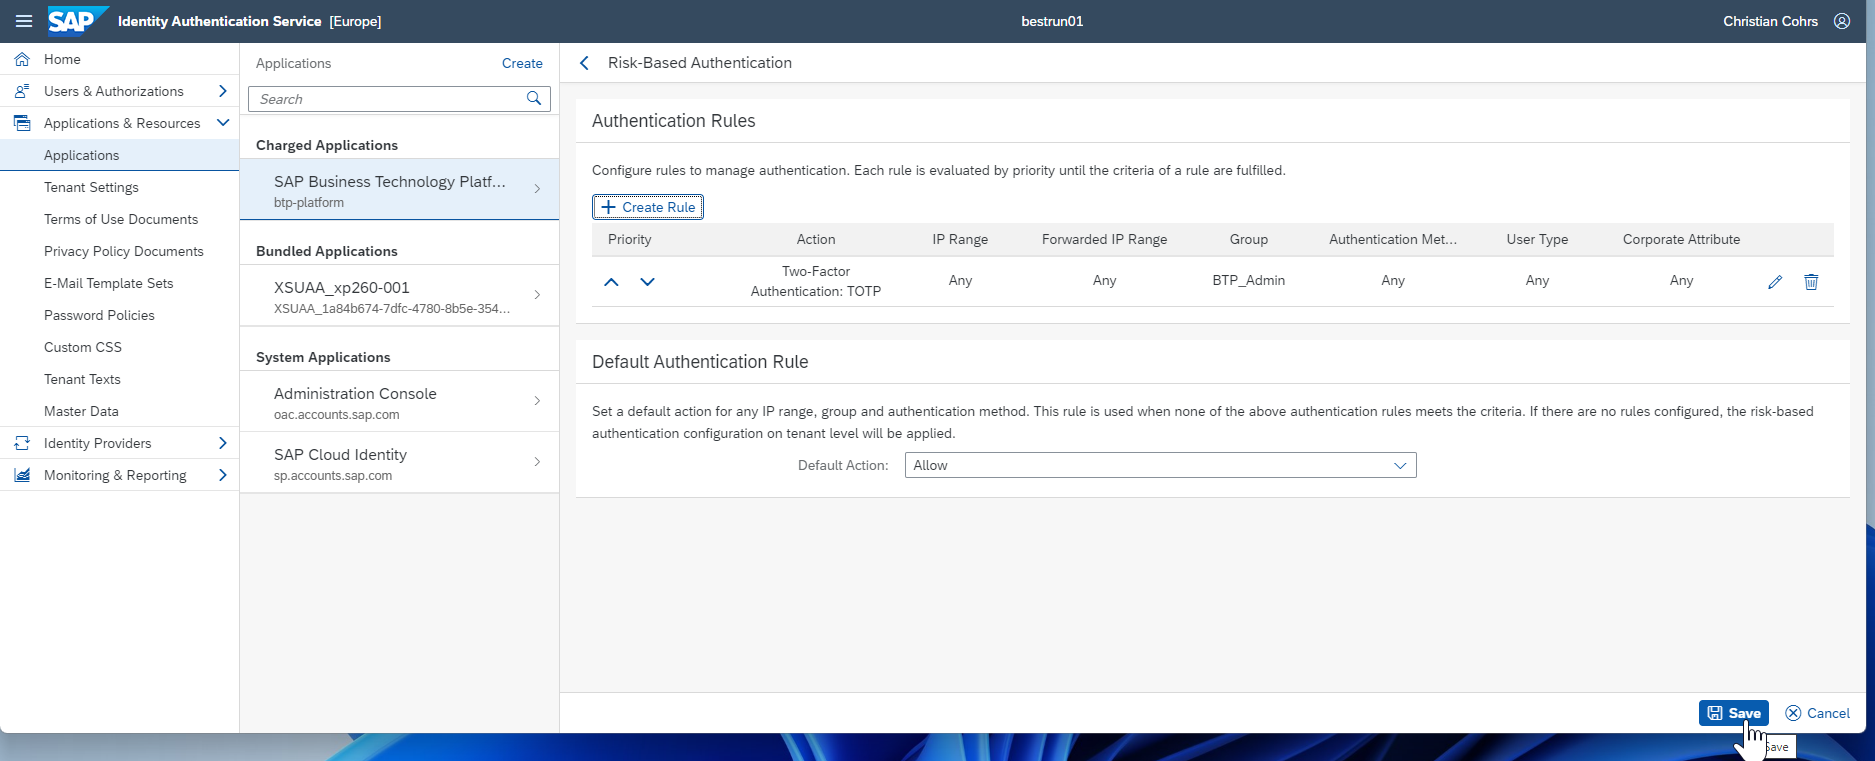 SAP Identity Authentication Service [Europe]
bestrun01
Christian Cohrs
Home
Users & Authorizations
Applications & Resources
Applications
Tenant Settings
Terms of Use Documents
Privacy Policy Documents
E-Mail Template Sets
Password Policies
Custom CSS
Tenant Texts
Master Data
Identity Providers
Monitoring & Reporting
Applications Create
Search
Charged Applications
SAP Business Technology Platf...
btp-platform
Bundled Applications
XSUAA_xp260-001
XSUAA_1a84b674-7dfc-4780-8b5e-354...
System Applications
Administration Console
oac.accounts.sap.com
SAP Cloud Identity
sp.accounts.sap.com
Risk-Based Authentication
Authentication Rules
Configure rules to manage authentication. Each rule is evaluated by priority until the criteria of a rule are fulfilled.
Create Rule
Priority Action IP Range Forwarded IP Range Group Authentication Met... User Type Corporate Attribute
Two-Factor
Authentication: TOTP Any Any BTP_Admin Any Any Any
Default Authentication Rule
Set a default action for any IP range, group and authentication method. This rule is used when none of the above authentication rules meets the criteria. If there are no rules configured, the risk-based
authentication configuration on tenant level will be applied.
Default Action: Allow
Save Cancel
Save